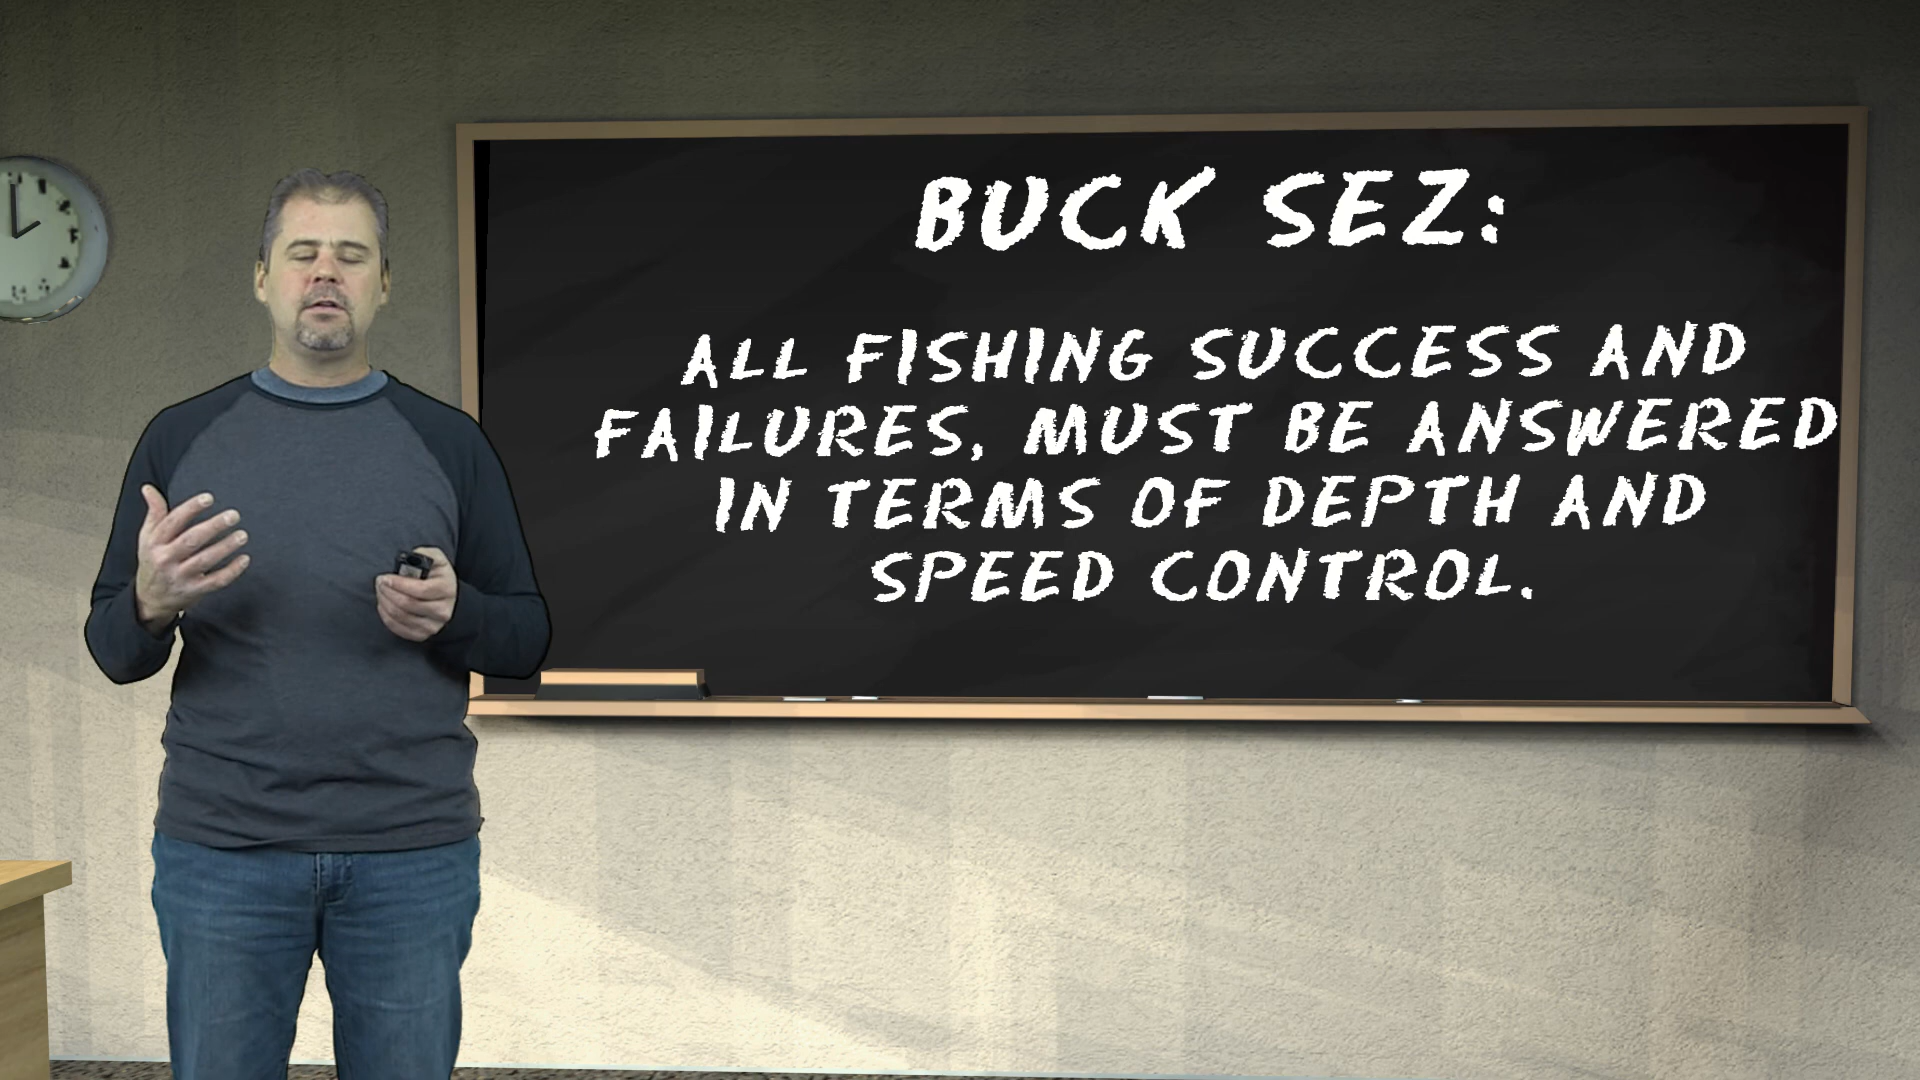 BUCK SEZ:
ALL FISHING SUCCESS AND
FAILURES, MUST BE ANSWERED
IN TERMS OF DEPTH AND
SPEED CONTROL.